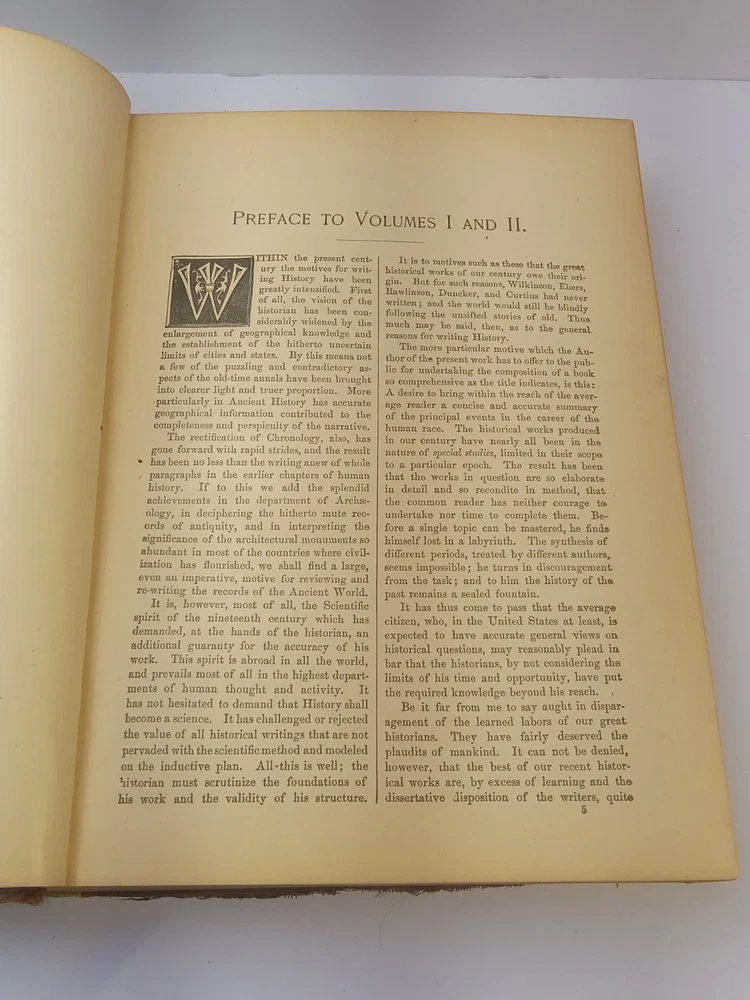 PREFACE TO VOLUMES I AND II.
WITHIN the present cent-
ury the motives for writ-
ing History have been
greatly intensified. First
of all, the vision of the
historian has been con-
siderably widened by the
enlargement of geographical knowledge and
the establishment of the hitherto uncertain
limits of cities and states. By this means not
a few of the puzzling and contradictory as-
pects of the old-time annals have been brought
into clearer light and truer proportion. More
particularly in Ancient History has accurate
geographical information contributed to the
completeness and perspicuity of the narrative.
The rectification of Chronology, also, has
gone forward with rapid strides, and the result
has been no less than the writing anew of whole
paragraphs in the earlier chapters of human
history. If to this we add the splendid
achievements in the department of Archæ-
ology, in deciphering the hitherto mute rec-
ords of antiquity, and in interpreting the
significance of the architectural monuments so
abundant in most of the countries where civil-
ization has flourished, we shall find a large,
even an imperative, motive for reviewing and
re-writing the records of the Ancient World.
It is, however, most of all, the Scientific
spirit of the nineteenth century which has
demanded, at the hands of the historian, an
additional guaranty for the accuracy of his
work. This spirit is abroad in all the world,
and prevails most of all in the highest depart-
ments of human thought and activity. It
has not hesitated to demand that History shall
become a science. It has challenged or rejected
the value of all historical writings that are not
pervaded with the scientific method and modeled
on the inductive plan. All this is well; the
historian must scrutinize the foundations of
his work and the validity of his structure.
It is to motives such as these that the great
historical works of our century owe their ori-
gin. But for such reasons, Wilkinson, Ebers,
Rawlinson, Duncker, and Curtius had never
written; and the world would still be blindly
following the unsifted stories of old. Thus
much may be said, then, as to the general
reasons for writing History.
The more particular motive which the Au-
thor of the present work has to offer to the pub-
lic for undertaking the composition of a book
so comprehensive as the title indicates, is this:
A desire to bring within the reach of the aver-
age reader a concise and accurate summary
of the principal events in the career of the
human race. The historical works produced
in our century have nearly all been in the
nature of special studies, limited in their scope
to a particular epoch. The result has been
that the works in question are so elaborate
in detail and so recondite in method, that
the common reader has neither courage to
undertake nor time to complete them. Be-
fore a single topic can be mastered, he finds
himself lost in a labyrinth. The synthesis of
different periods, treated by different authors,
seems impossible; he turns in discouragement
from the task; and to him the history of the
past remains a sealed fountain.
It has thus come to pass that the average
citizen, who, in the United States at least, is
expected to have accurate general views on
historical questions, may reasonably plead in
bar that the historians, by not considering the
limits of his time and opportunity, have put
the required knowledge beyond his reach.
Be it far from me to say aught in dispar-
agement of the learned labors of our great
historians. They have fairly deserved the
plaudits of mankind. It can not be denied,
however, that the best of our recent histor-
ical works are, by excess of learning and the
dissertative disposition of the writers, quite
5